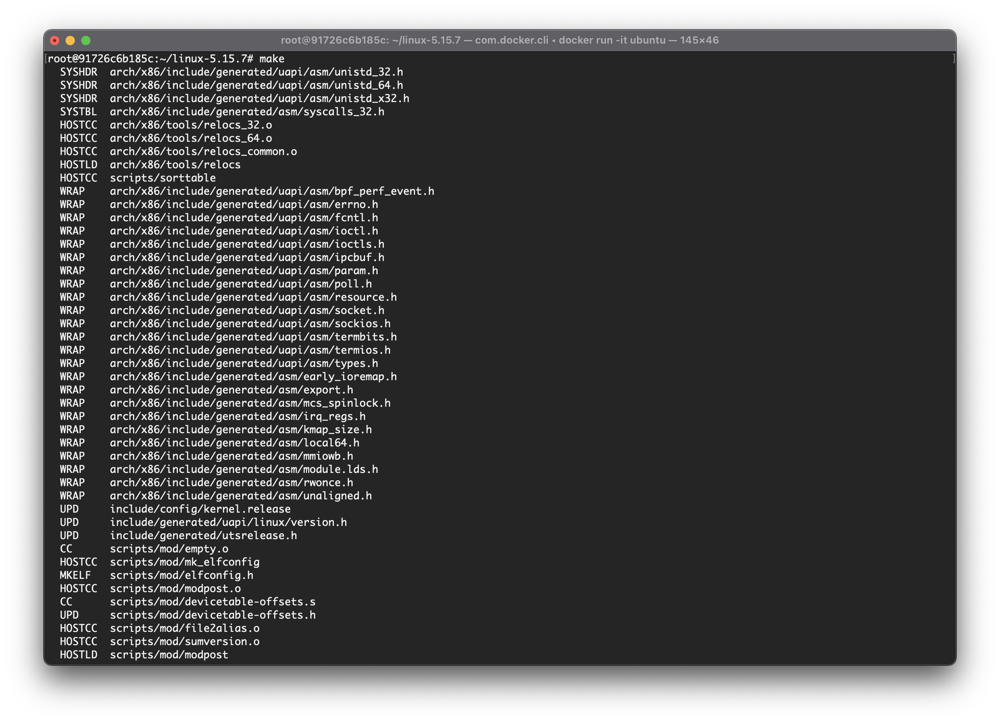 root@91726c6b185c: ~/linux-5.15.7 — com.docker.cli ◂ docker run -it ubuntu — 145×46
[root@91726c6b185c:~/linux-5.15.7# make ]
  SYSHDR  arch/x86/include/generated/uapi/asm/unistd_32.h
  SYSHDR  arch/x86/include/generated/uapi/asm/unistd_64.h
  SYSHDR  arch/x86/include/generated/uapi/asm/unistd_x32.h
  SYSTBL  arch/x86/include/generated/asm/syscalls_32.h
  HOSTCC  arch/x86/tools/relocs_32.o
  HOSTCC  arch/x86/tools/relocs_64.o
  HOSTCC  arch/x86/tools/relocs_common.o
  HOSTLD  arch/x86/tools/relocs
  HOSTCC  scripts/sorttable
  WRAP    arch/x86/include/generated/uapi/asm/bpf_perf_event.h
  WRAP    arch/x86/include/generated/uapi/asm/errno.h
  WRAP    arch/x86/include/generated/uapi/asm/fcntl.h
  WRAP    arch/x86/include/generated/uapi/asm/ioctl.h
  WRAP    arch/x86/include/generated/uapi/asm/ioctls.h
  WRAP    arch/x86/include/generated/uapi/asm/ipcbuf.h
  WRAP    arch/x86/include/generated/uapi/asm/param.h
  WRAP    arch/x86/include/generated/uapi/asm/poll.h
  WRAP    arch/x86/include/generated/uapi/asm/resource.h
  WRAP    arch/x86/include/generated/uapi/asm/socket.h
  WRAP    arch/x86/include/generated/uapi/asm/sockios.h
  WRAP    arch/x86/include/generated/uapi/asm/termbits.h
  WRAP    arch/x86/include/generated/uapi/asm/termios.h
  WRAP    arch/x86/include/generated/uapi/asm/types.h
  WRAP    arch/x86/include/generated/asm/early_ioremap.h
  WRAP    arch/x86/include/generated/asm/export.h
  WRAP    arch/x86/include/generated/asm/mcs_spinlock.h
  WRAP    arch/x86/include/generated/asm/irq_regs.h
  WRAP    arch/x86/include/generated/asm/kmap_size.h
  WRAP    arch/x86/include/generated/asm/local64.h
  WRAP    arch/x86/include/generated/asm/mmiowb.h
  WRAP    arch/x86/include/generated/asm/module.lds.h
  WRAP    arch/x86/include/generated/asm/rwonce.h
  WRAP    arch/x86/include/generated/asm/unaligned.h
  UPD     include/config/kernel.release
  UPD     include/generated/uapi/linux/version.h
  UPD     include/generated/utsrelease.h
  CC      scripts/mod/empty.o
  HOSTCC  scripts/mod/mk_elfconfig
  MKELF   scripts/mod/elfconfig.h
  HOSTCC  scripts/mod/modpost.o
  CC      scripts/mod/devicetable-offsets.s
  UPD     scripts/mod/devicetable-offsets.h
  HOSTCC  scripts/mod/file2alias.o
  HOSTCC  scripts/mod/sumversion.o
  HOSTLD  scripts/mod/modpost